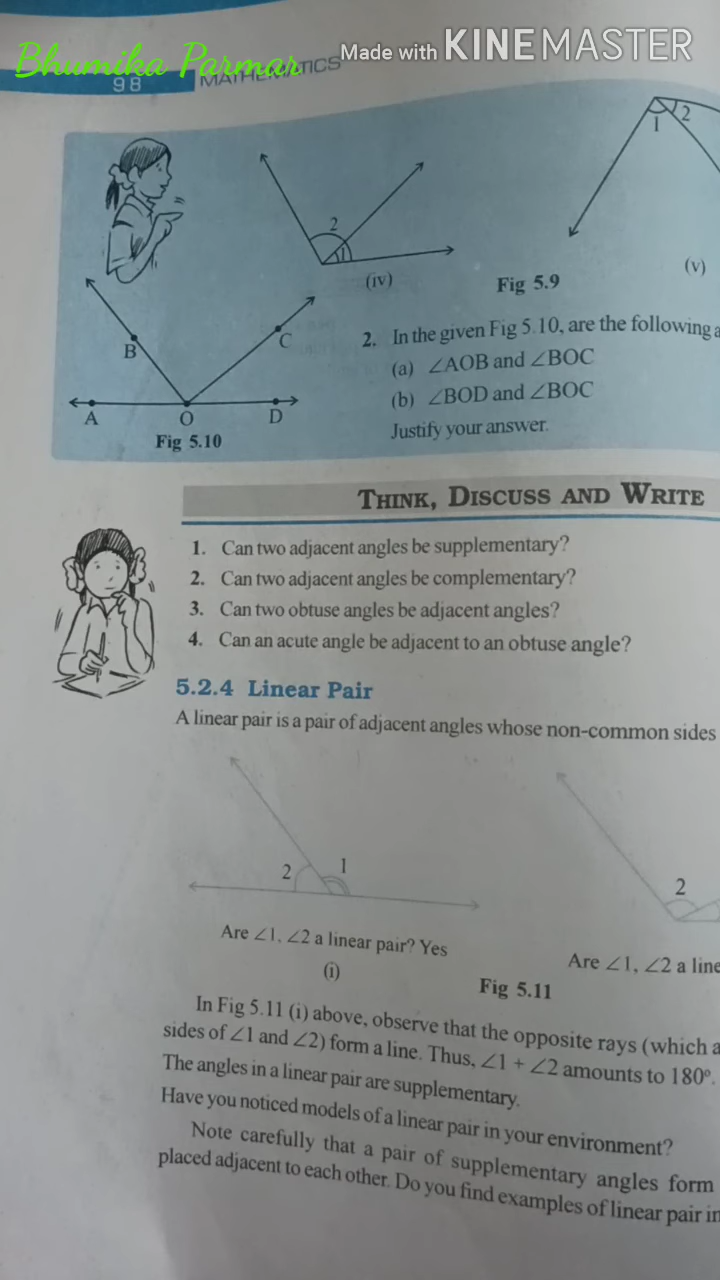 Bhumika Parmar
Made with KINEMASTER
98 MATHEMATICS
2
1
(iv)
Fig 5.9
1
2
(v)
B
C
A
O
D
Fig 5.10
2. In the given Fig 5.10, are the following a
(a) ∠AOB and ∠BOC
(b) ∠BOD and ∠BOC
Justify your answer.
THINK, DISCUSS AND WRITE
1. Can two adjacent angles be supplementary?
2. Can two adjacent angles be complementary?
3. Can two obtuse angles be adjacent angles?
4. Can an acute angle be adjacent to an obtuse angle?
5.2.4 Linear Pair
A linear pair is a pair of adjacent angles whose non-common sides
2
1
2
Are ∠1, ∠2 a linear pair? Yes
(i)
Are ∠1, ∠2 a line
Fig 5.11
In Fig 5.11 (i) above, observe that the opposite rays (which a
sides of ∠1 and ∠2) form a line. Thus, ∠1 + ∠2 amounts to 180°.
The angles in a linear pair are supplementary.
Have you noticed models of a linear pair in your environment?
Note carefully that a pair of supplementary angles form
placed adjacent to each other. Do you find examples of linear pair in